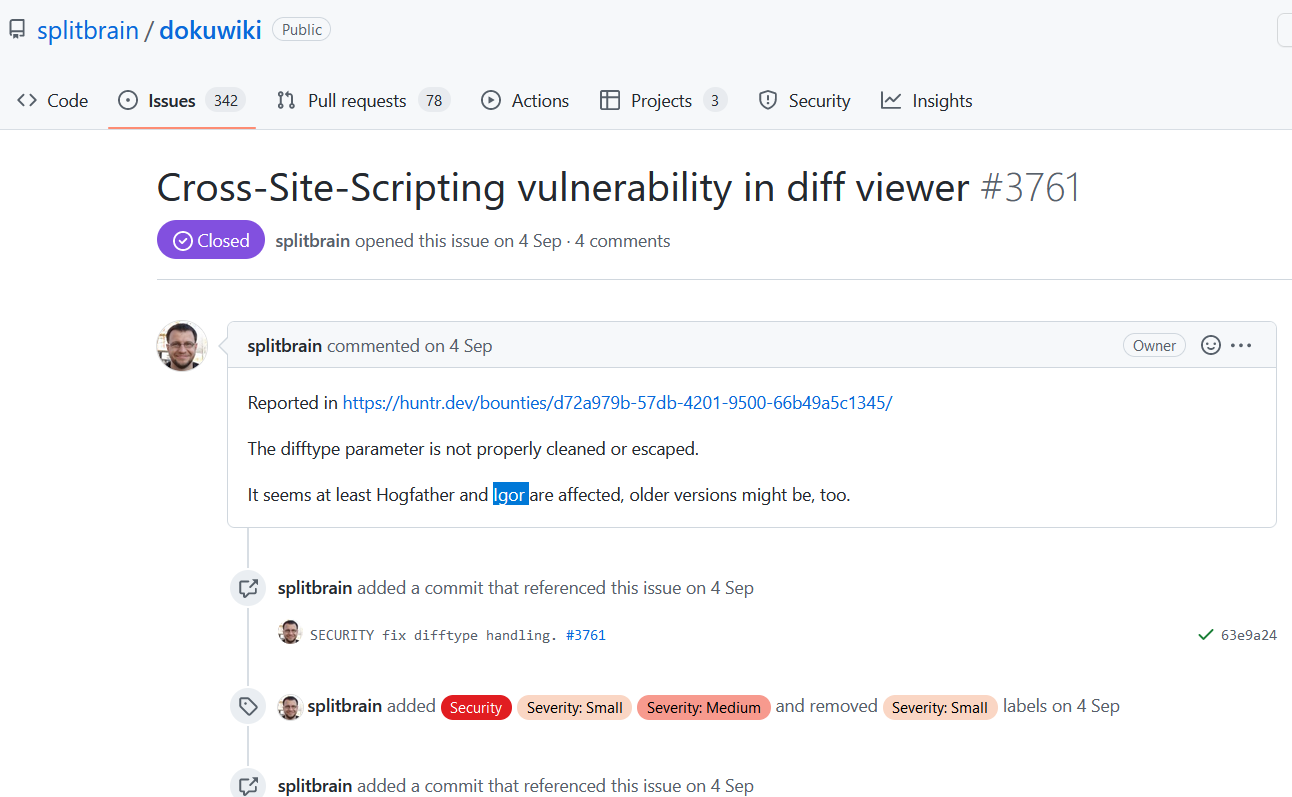 splitbrain / dokuwiki Public
Code Issues 342 Pull requests 78 Actions Projects 3 Security Insights
Cross-Site-Scripting vulnerability in diff viewer #3761
Closed splitbrain opened this issue on 4 Sep · 4 comments
splitbrain commented on 4 Sep Owner
Reported in https://huntr.dev/bounties/d72a979b-57db-4201-9500-66b49a5c1345/
The difftype parameter is not properly cleaned or escaped.
It seems at least Hogfather and Igor are affected, older versions might be, too.
splitbrain added a commit that referenced this issue on 4 Sep
SECURITY fix difftype handling. #3761 63e9a24
splitbrain added Security Severity: Small Severity: Medium and removed Severity: Small labels on 4 Sep
splitbrain added a commit that referenced this issue on 4 Sep